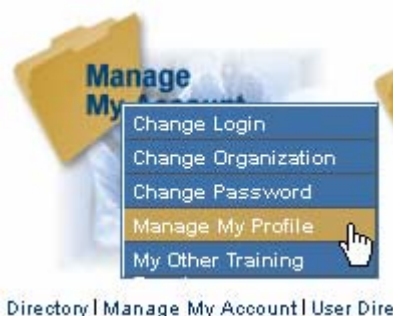 Manage
My Account
Change Login
Change Organization
Change Password
Manage My Profile
My Other Training
Directory | Manage My Account | User Dire